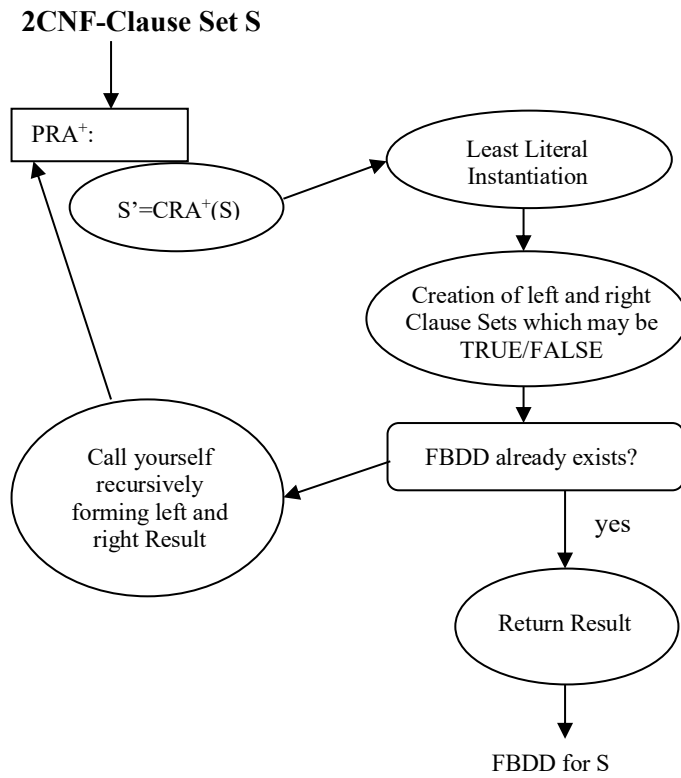 2CNF-Clause Set S
PRA⁺:
S’=CRA⁺(S)
Least Literal
Instantiation
Creation of left and right
Clause Sets which may be
TRUE/FALSE
FBDD already exists?
Call yourself
recursively
forming left and
right Result
yes
Return Result
FBDD for S